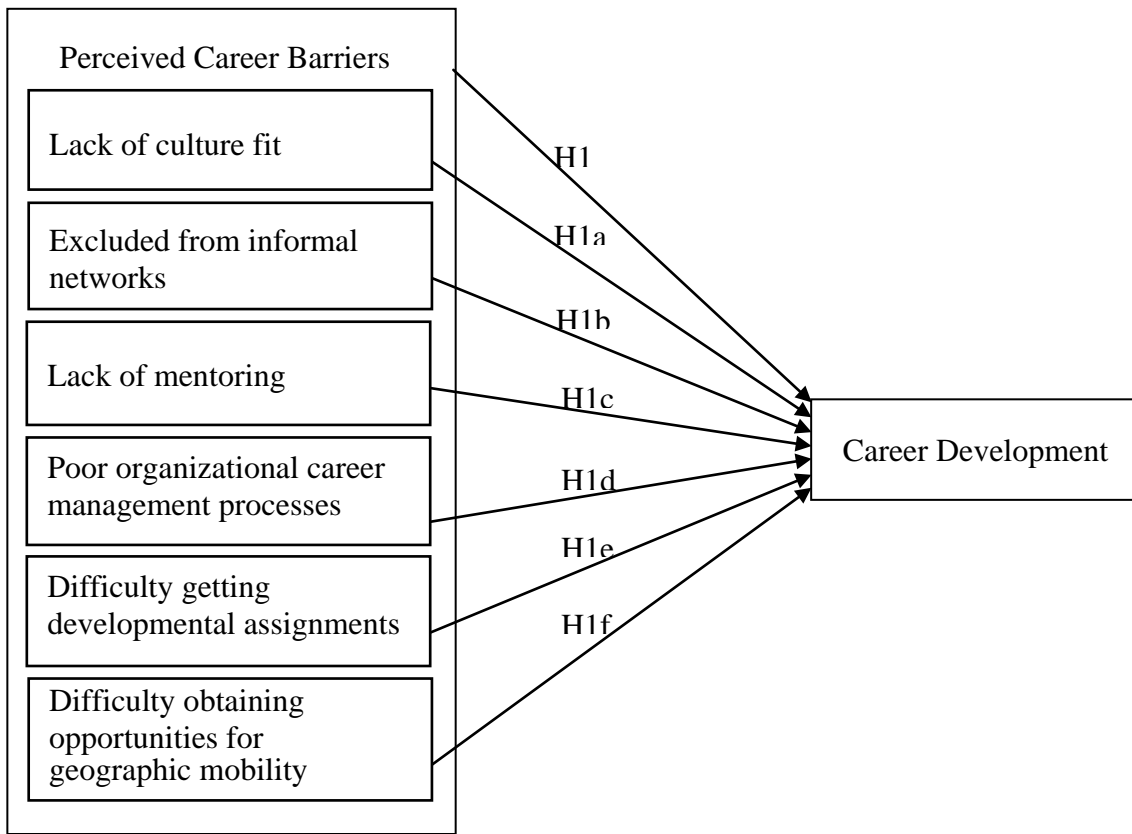 Perceived Career Barriers
Lack of culture fit
Excluded from informal
networks
Lack of mentoring
Poor organizational career
management processes
Difficulty getting
developmental assignments
Difficulty obtaining
opportunities for
geographic mobility
H1
H1a
H1b
H1c
H1d
H1e
H1f
Career Development